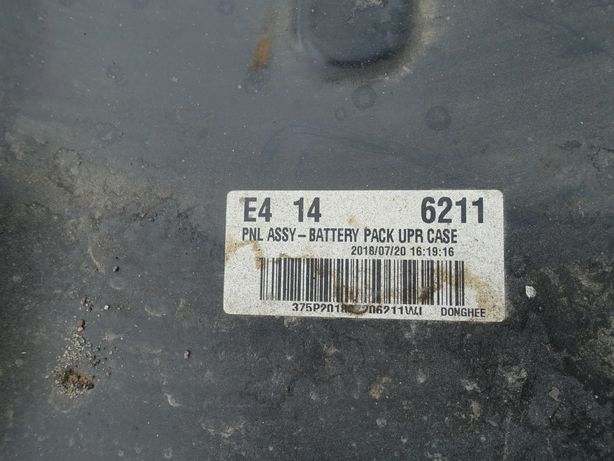 E4 14 6211
PNL ASSY-BATTERY PACK UPR CASE
2018/07/20 16:19:16
DONGHEE